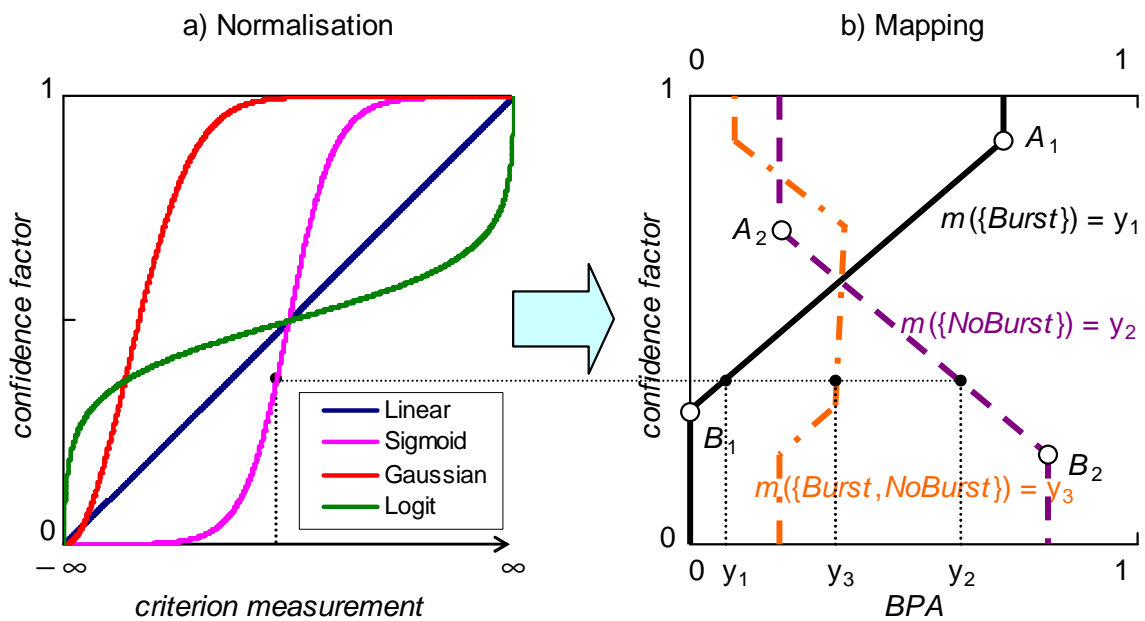 a) Normalisation
1
confidence factor
0
– ∞
∞
criterion measurement
Linear
Sigmoid
Gaussian
Logit
b) Mapping
0
1
1
A1
m({Burst}) = y1
A2
m({NoBurst}) = y2
confidence factor
B1
B2
m({Burst,NoBurst}) = y3
0
0
y1
y3
y2
1
BPA